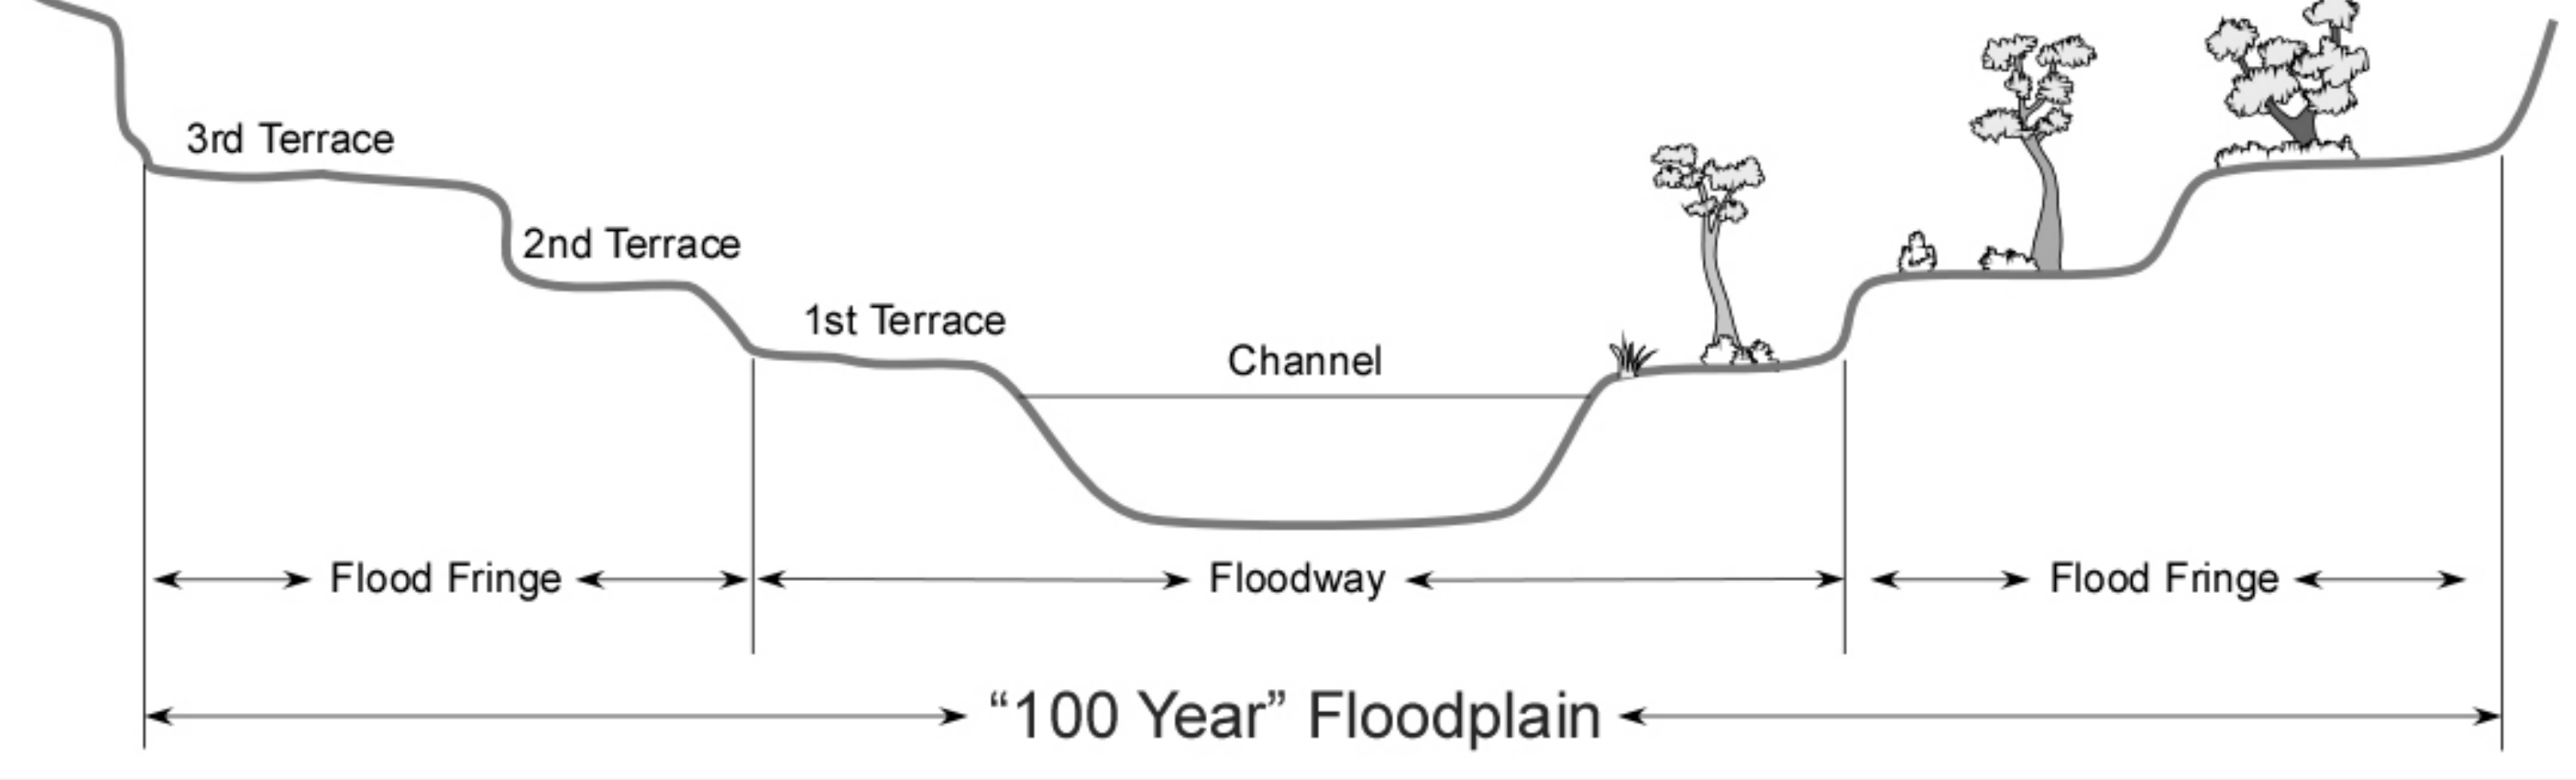 3rd Terrace
2nd Terrace
1st Terrace
Channel
Flood Fringe
Floodway
Flood Fringe
“100 Year” Floodplain